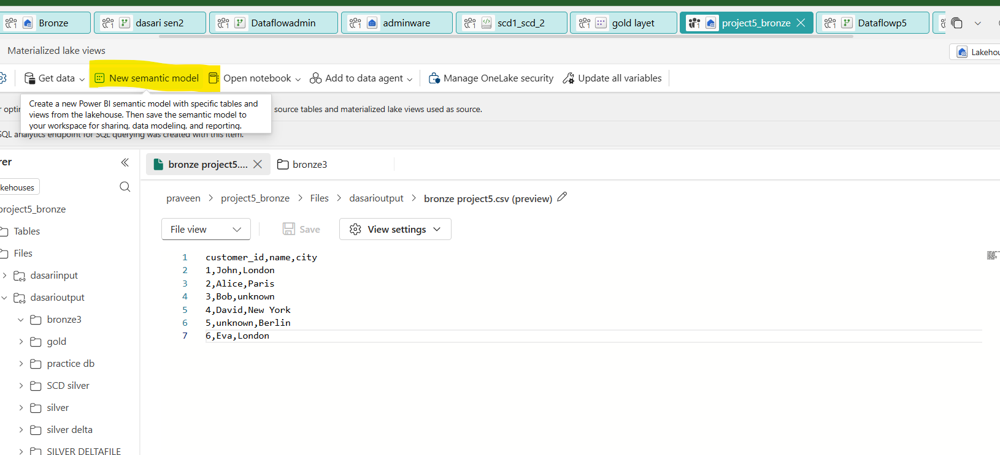 Bronze
dasari sen2
Dataflowadmin
adminware
scd1_scd_2
gold layet
project5_bronze
Dataflowp5
Materialized lake views
Lakehou
Get data
New semantic model
Open notebook
Add to data agent
Manage OneLake security
Update all variables
Create a new Power BI semantic model with specific tables and
views from the lakehouse. Then save the semantic model to
your workspace for sharing, data modeling, and reporting.
r opti
source tables and materialized lake views used as source.
SQL analytics endpoint for SQL querying was created with this item.
rer
kehouses
project5_bronze
Tables
Files
dasariinput
dasarioutput
bronze3
gold
practice db
SCD silver
silver
silver delta
SILVER DELTAFILE
bronze project5....
bronze3
praveen > project5_bronze > Files > dasarioutput > bronze project5.csv (preview)
File view
Save
View settings
1 customer_id,name,city
2 1,John,London
3 2,Alice,Paris
4 3,Bob,unknown
5 4,David,New York
6 5,unknown,Berlin
7 6,Eva,London